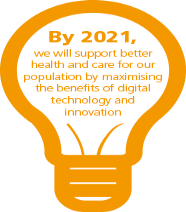 By 2021,
we will support better
health and care for our
population by maximising
the benefits of digital
technology and
innovation